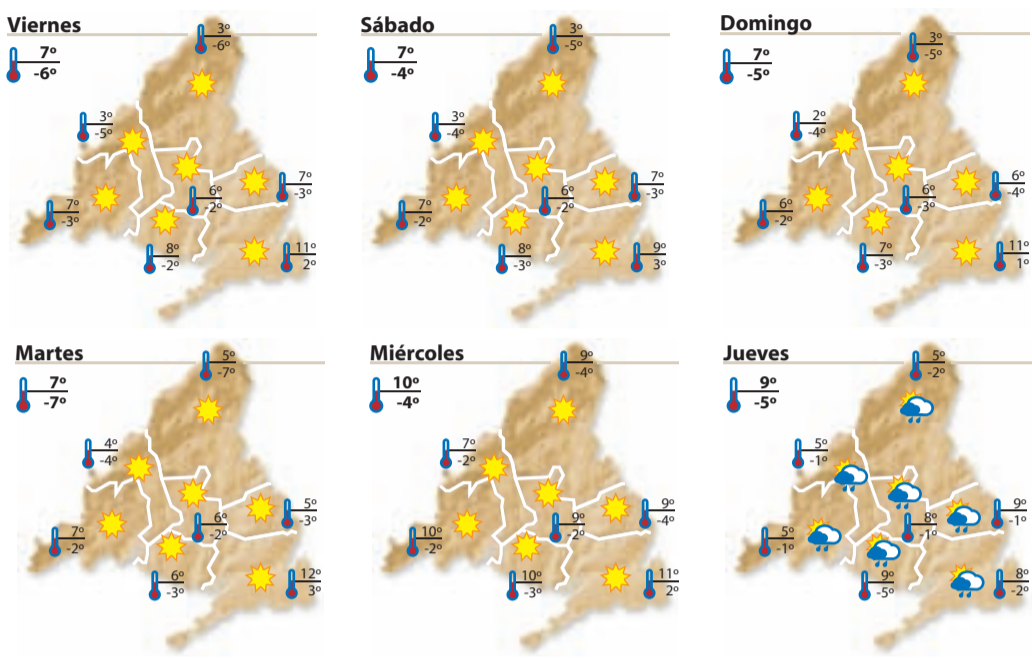 Viernes
7º
-6º
3º
-6º
3º
-5º
7º
-3º
6º
-2º
7º
-3º
8º
-2º
11º
2º
Sábado
7º
-4º
3º
-5º
3º
-4º
7º
-3º
6º
-2º
7º
-2º
8º
-3º
9º
3º
Domingo
7º
-5º
3º
-5º
2º
-4º
6º
-4º
6º
-3º
6º
-2º
7º
-3º
11º
1º
Martes
7º
-7º
5º
-7º
4º
-4º
5º
-3º
6º
-2º
7º
-2º
6º
-3º
12º
3º
Miércoles
10º
-4º
9º
-4º
7º
-2º
9º
-4º
9º
-2º
10º
-2º
10º
-3º
11º
2º
Jueves
9º
-5º
5º
-2º
5º
-1º
9º
-1º
8º
-1º
5º
-1º
9º
-5º
8º
-2º